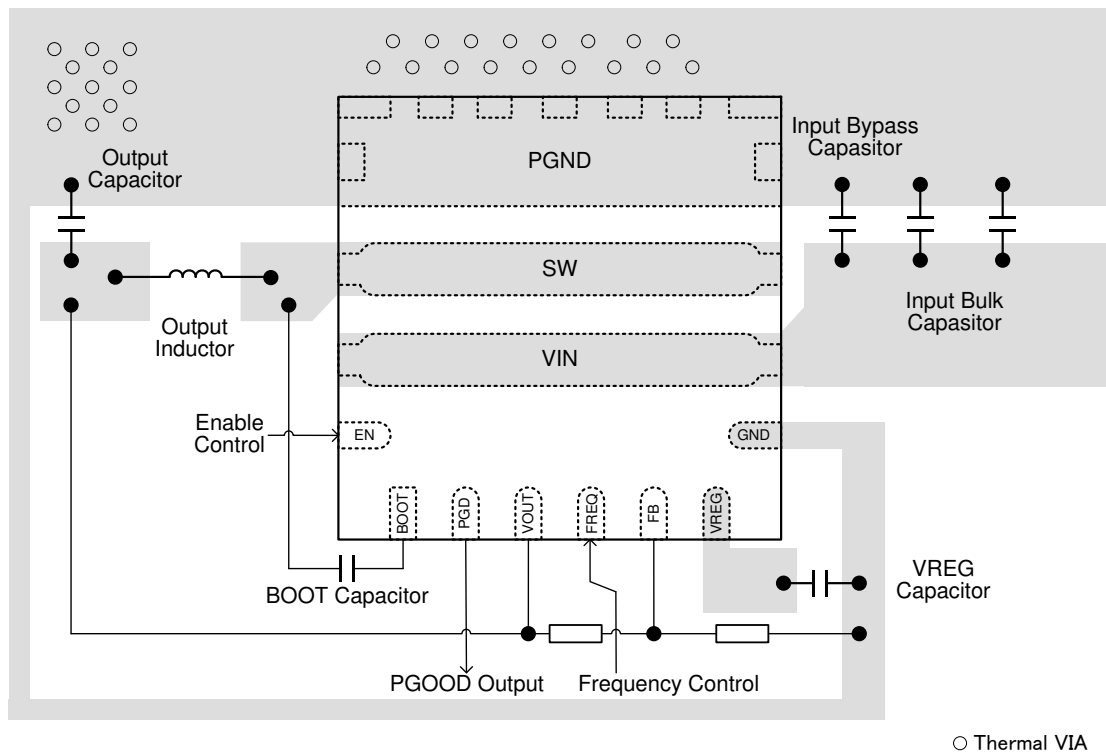 Output
Capacitor
PGND
Input Bypass
Capasitor
SW
Input Bulk
Capasitor
Output
Inductor
VIN
Enable
Control
EN
GND
BOOT
PGD
VOUT
FREQ
FB
VREG
BOOT Capacitor
VREG
Capacitor
PGOOD Output
Frequency Control
Thermal VIA